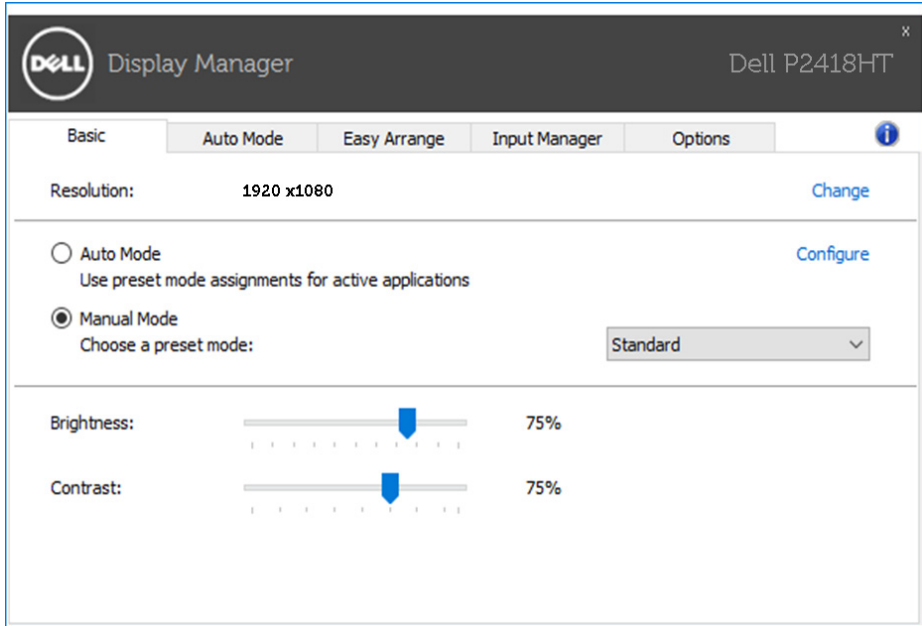 DELL Display Manager Dell P2418HT x
Basic Auto Mode Easy Arrange Input Manager Options i
Resolution: 1920 x1080 Change
Auto Mode Configure
Use preset mode assignments for active applications
Manual Mode
Choose a preset mode: Standard
Brightness: 75%
Contrast: 75%